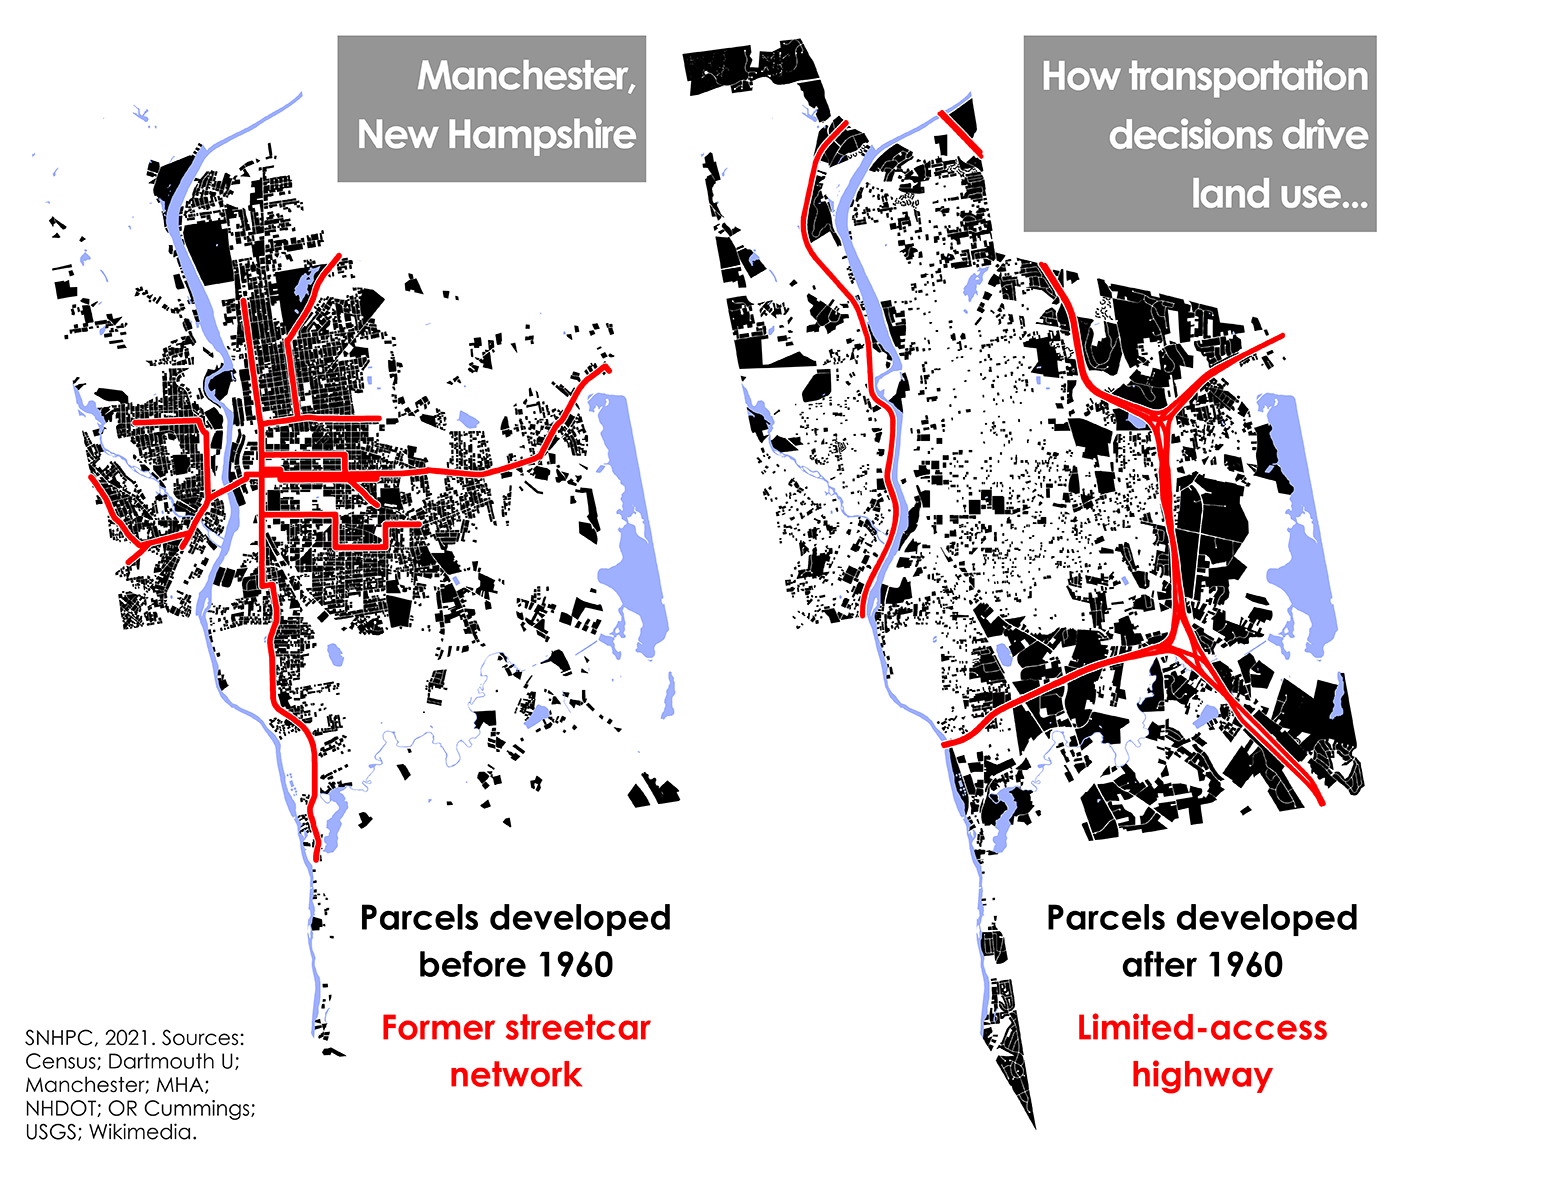 Manchester,
New Hampshire
How transportation
decisions drive
land use...
Parcels developed
before 1960
Former streetcar
network
Parcels developed
after 1960
Limited-access
highway
SNHPC, 2021. Sources:
Census; Dartmouth U;
Manchester; MHA;
NHDOT; OR Cummings;
USGS; Wikimedia.